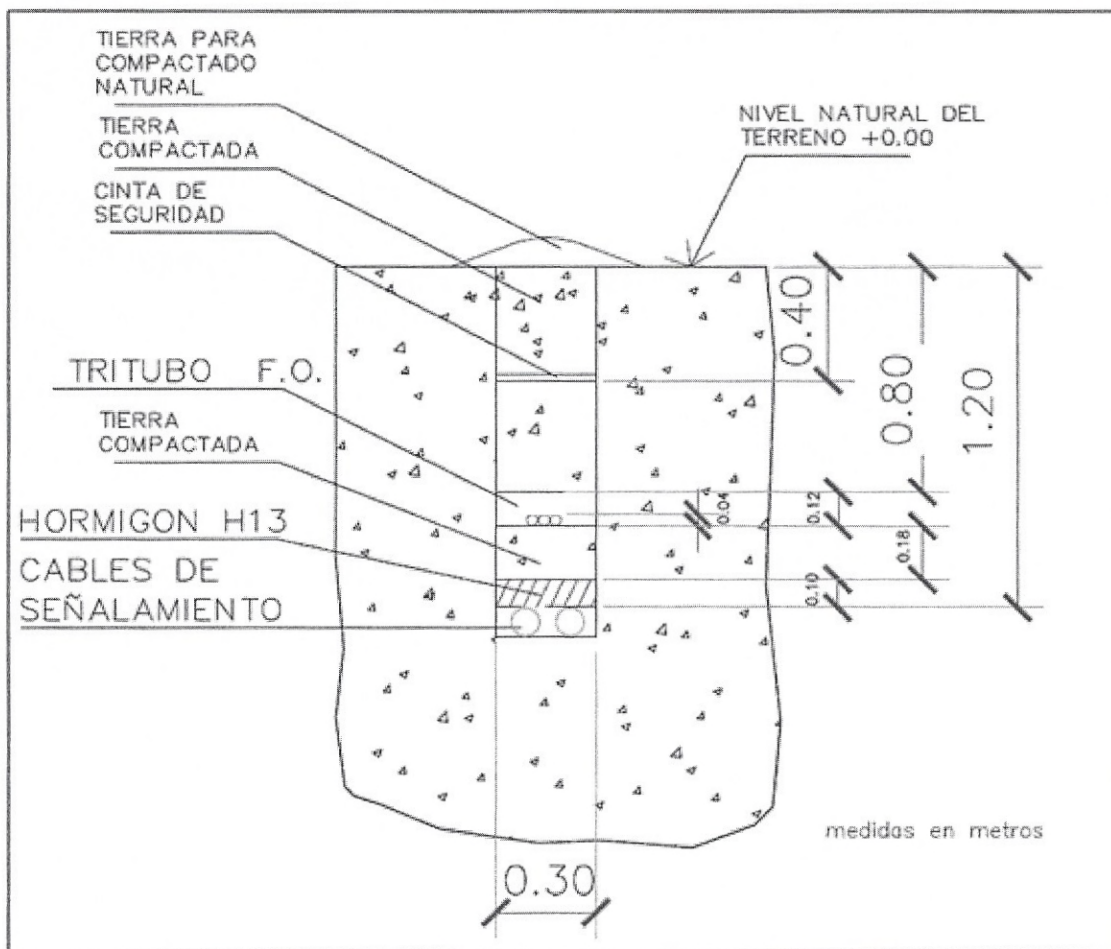 TIERRA PARA
COMPACTADO
NATURAL
TIERRA
COMPACTADA
CINTA DE
SEGURIDAD
NIVEL NATURAL DEL
TERRENO +0.00
TRITUBO F.O.
TIERRA
COMPACTADA
HORMIGON H13
CABLES DE
SEÑALAMIENTO
0.40
0.80
1.20
0.04
0.12
0.18
0.10
medidas en metros
0.30